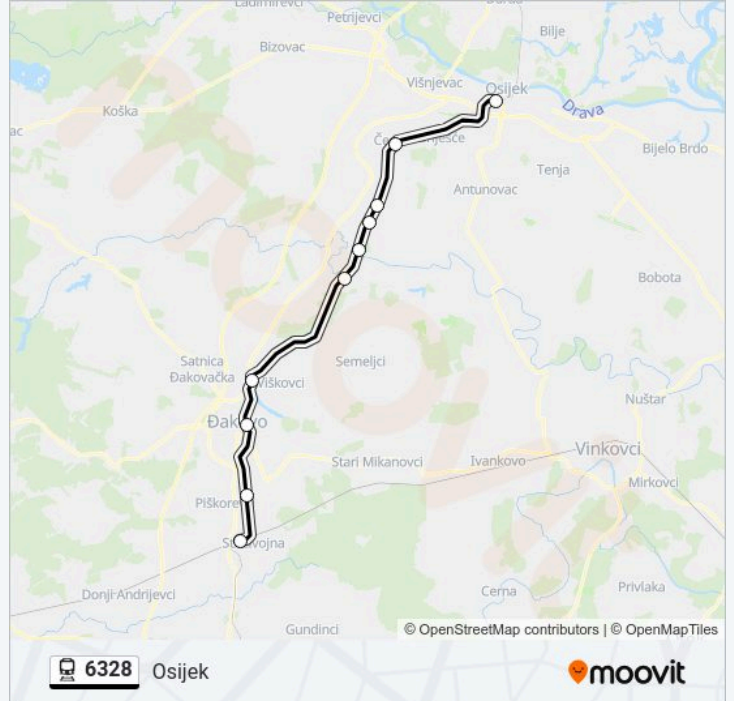 Ladimirevci
Petrijevci
Bilje
Bizovac
Višnjevac
Osijek
Koška
Drava
Bijelo Brdo
Tenja
Antunovac
Bobota
Semeljci
Satnica
Đakovačka
Viškovci
Nuštar
Vinkovci
Stari Mikanovci
Ivankovo
Mirkovci
Donji Andrijevci
Cerna
Privlaka
Gundinci
© OpenStreetMap contributors | © OpenMapTiles
6328 Osijek
moovit